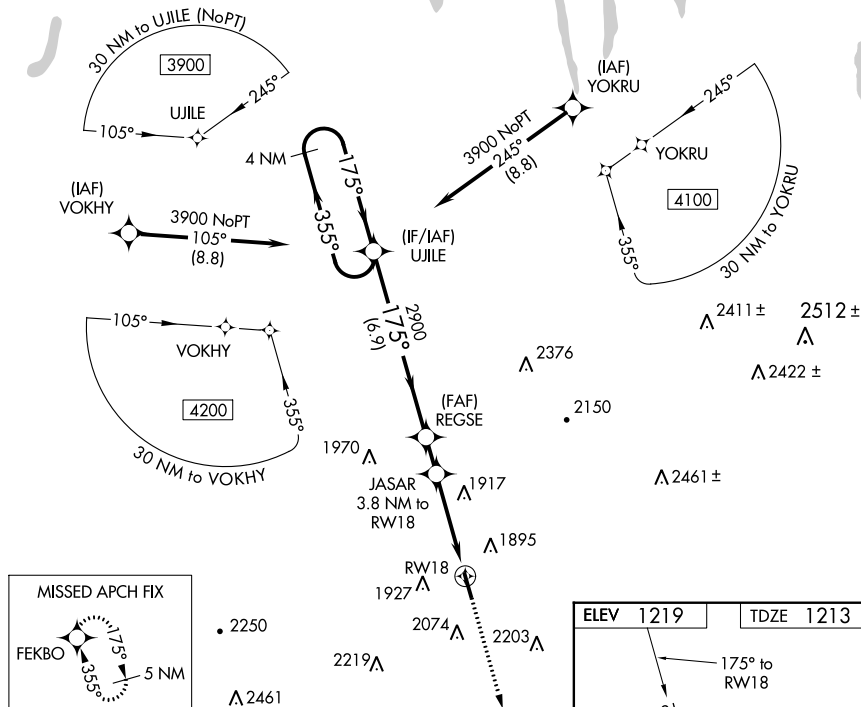 30 NM to UJILE (NoPT)
3900
UJILE
105°
245°
(IAF)
YOKRU
3900 NoPT
245°
(8.8)
245°
YOKRU
4100
355°
30 NM to YOKRU
4 NM
175°
355°
(IAF)
VOKHY
3900 NoPT
105°
(8.8)
(IF/IAF)
UJILE
2900
175°
(6.9)
105°
VOKHY
4200
355°
30 NM to VOKHY
2411 ±
2512 ±
2376
2422 ±
2150
(FAF)
REGSE
1970
JASAR
3.8 NM to
RW18
1917
2461 ±
1895
RW18
1927
2074
2203
2250
2219
2461
MISSED APCH FIX
FEKBO
175°
355°
5 NM
ELEV 1219
TDZE 1213
175° to
RW18